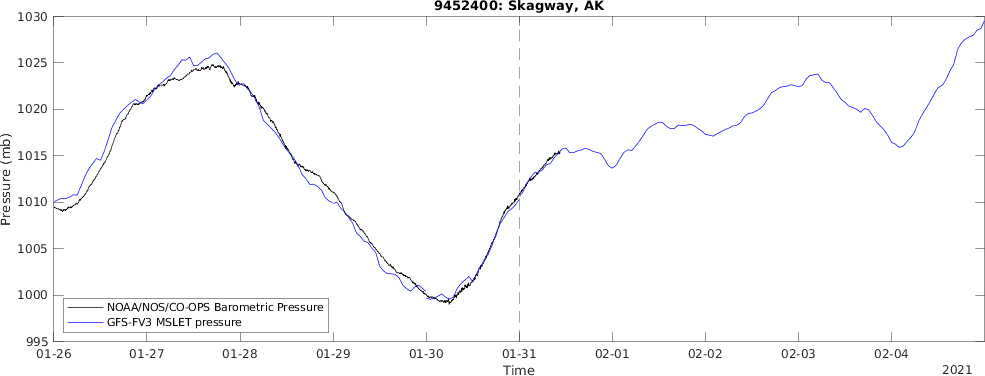 9452400: Skagway, AK
Pressure (mb)
1030
1025
1020
1015
1010
1005
1000
995
NOAA/NOS/CO-OPS Barometric Pressure
GFS-FV3 MSLET pressure
01-26 01-27 01-28 01-29 01-30 01-31 02-01 02-02 02-03 02-04
Time
2021